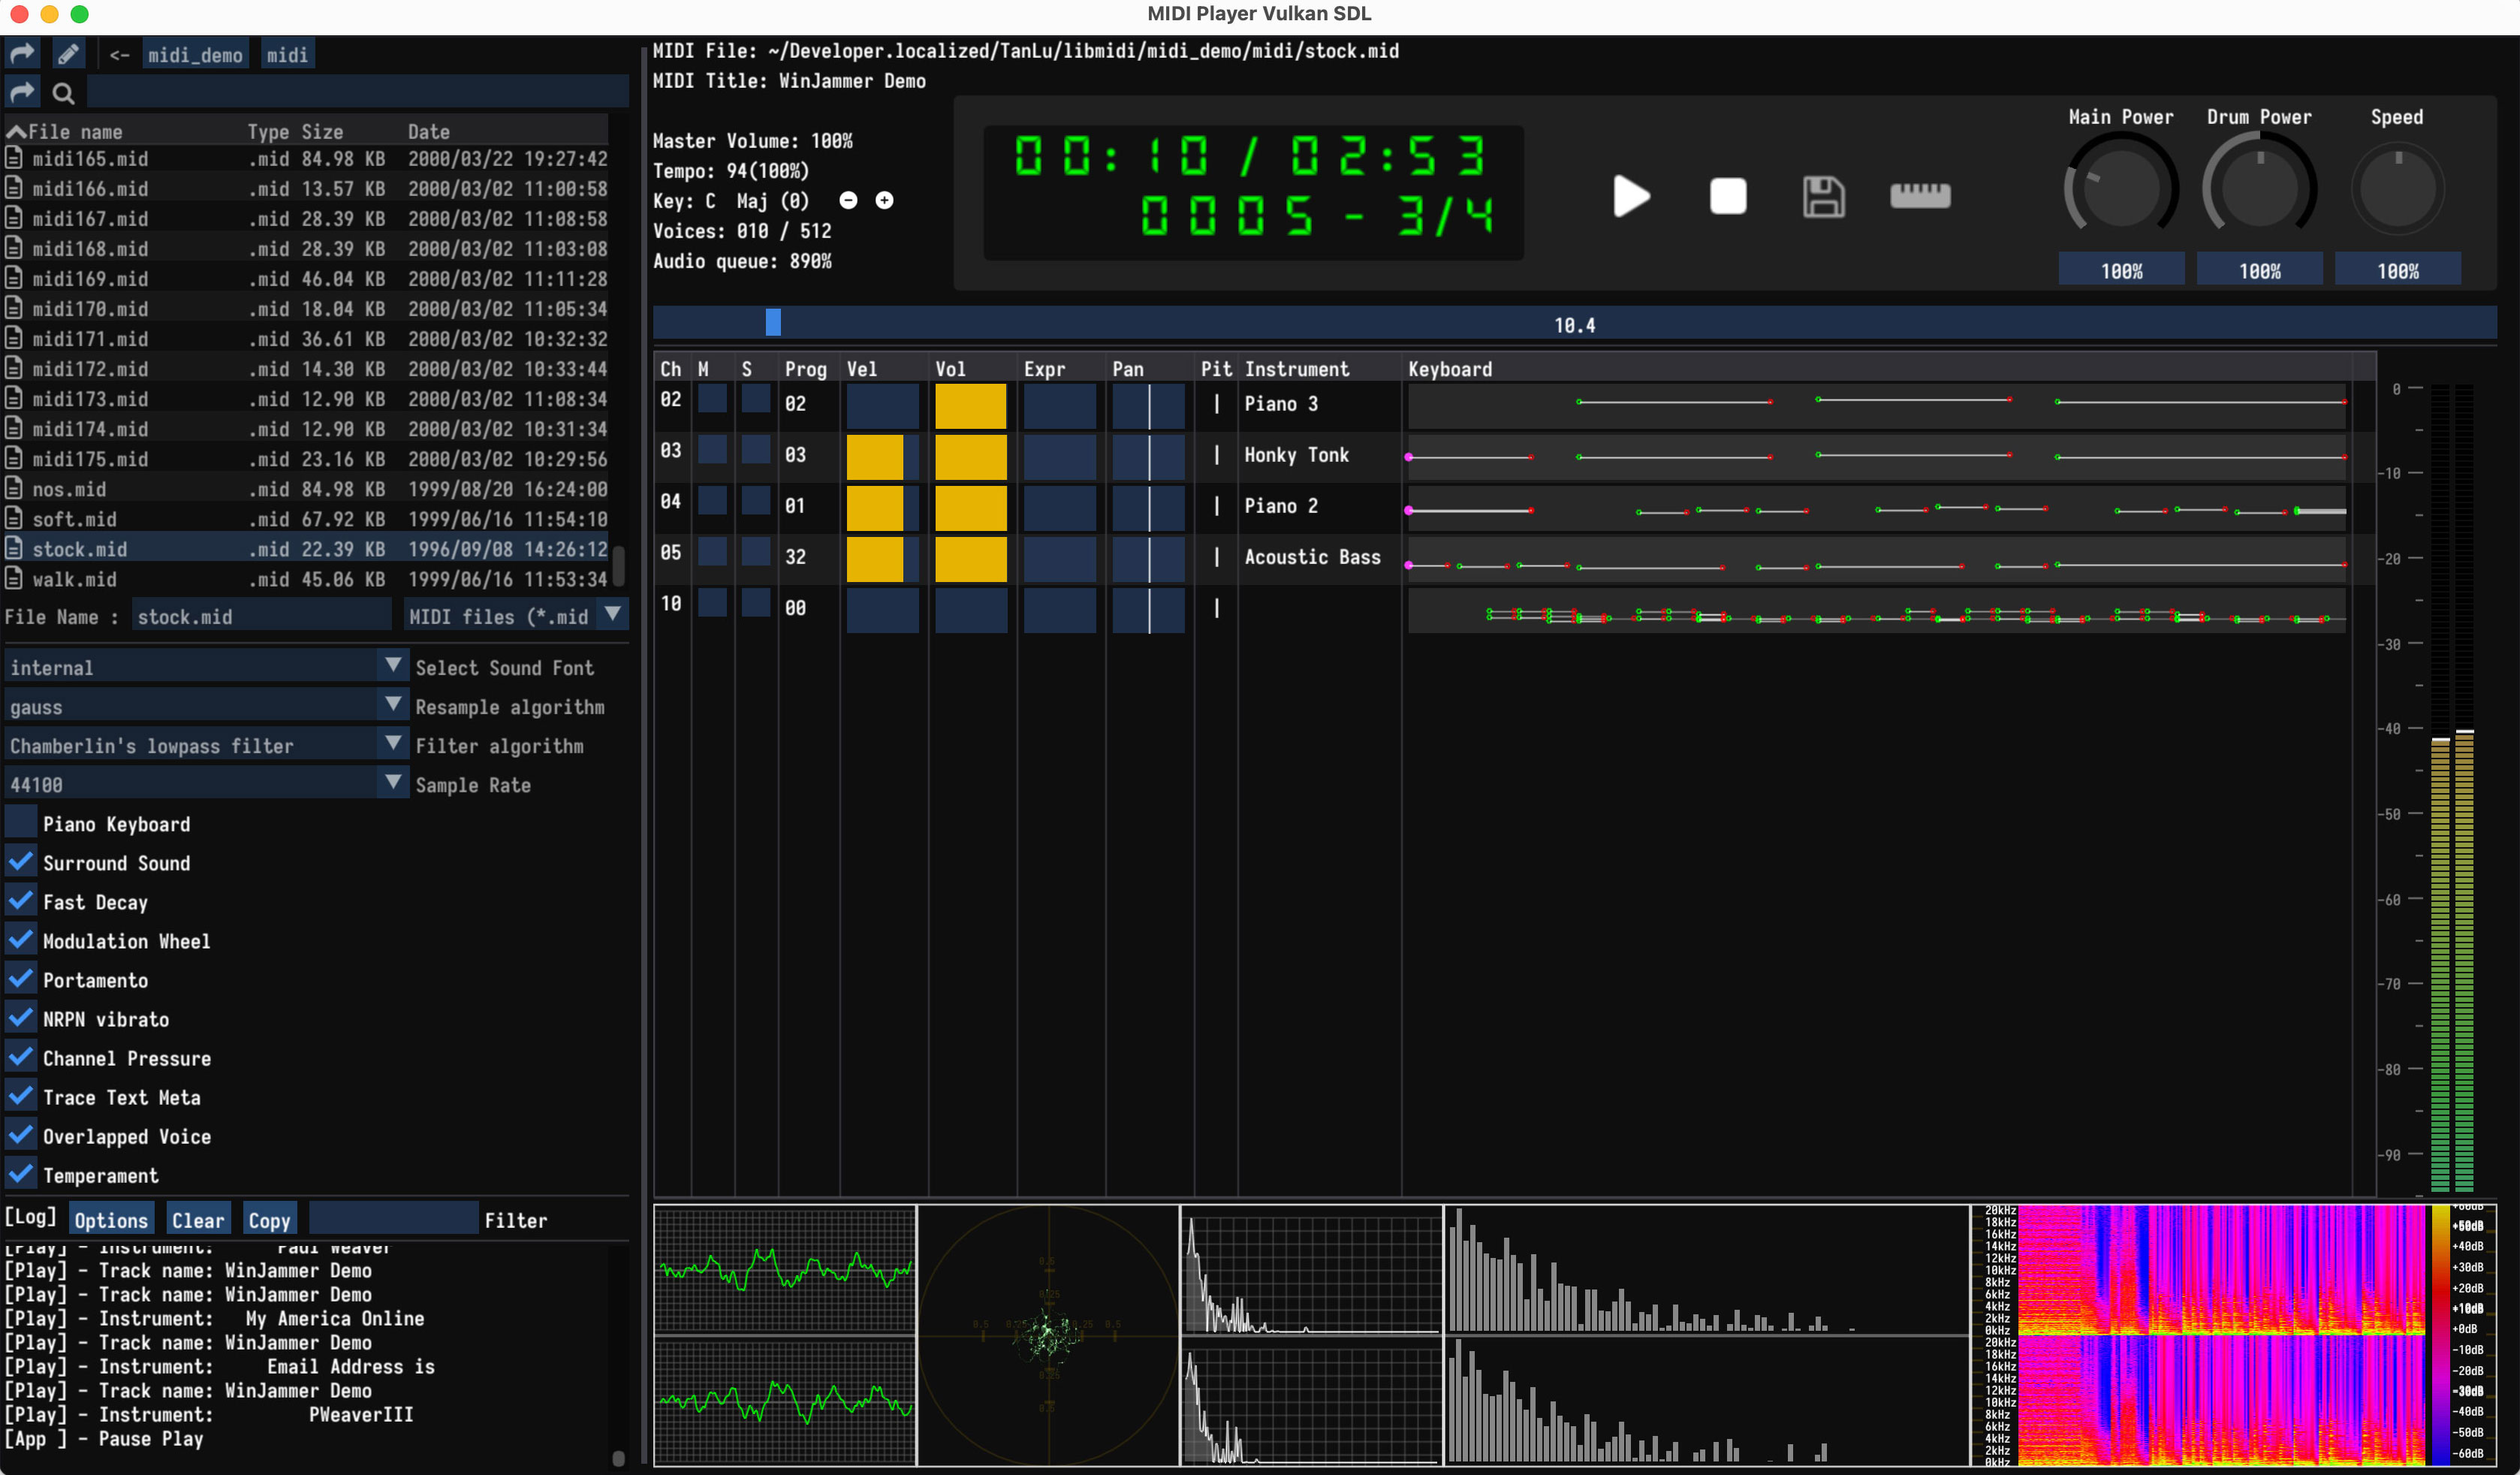 MIDI Player Vulkan SDL
<- midi_demo midi
File name Type Size Date
midi165.mid .mid 84.98 KB 2000/03/22 19:27:42
midi166.mid .mid 13.57 KB 2000/03/02 11:00:58
midi167.mid .mid 28.39 KB 2000/03/02 11:08:58
midi168.mid .mid 28.39 KB 2000/03/02 11:03:08
midi169.mid .mid 46.04 KB 2000/03/02 11:11:28
midi170.mid .mid 18.04 KB 2000/03/02 11:05:34
midi171.mid .mid 36.61 KB 2000/03/02 10:32:32
midi172.mid .mid 14.30 KB 2000/03/02 10:33:44
midi173.mid .mid 12.90 KB 2000/03/02 11:08:34
midi174.mid .mid 12.90 KB 2000/03/02 10:31:34
midi175.mid .mid 23.16 KB 2000/03/02 10:29:56
nos.mid .mid 84.98 KB 1999/08/20 16:24:00
soft.mid .mid 67.92 KB 1999/06/16 11:54:10
stock.mid .mid 22.39 KB 1996/09/08 14:26:12
walk.mid .mid 45.06 KB 1999/06/16 11:53:34
File Name : stock.mid MIDI files (*.mid
internal Select Sound Font
gauss Resample algorithm
Chamberlin's lowpass filter Filter algorithm
44100 Sample Rate
Piano Keyboard
Surround Sound
Fast Decay
Modulation Wheel
Portamento
NRPN vibrato
Channel Pressure
Trace Text Meta
Overlapped Voice
Temperament
[Log] Options Clear Copy Filter
[Play] - Instrument: Paul Weaver
[Play] - Track name: WinJammer Demo
[Play] - Track name: WinJammer Demo
[Play] - Instrument: My America Online
[Play] - Track name: WinJammer Demo
[Play] - Instrument: Email Address is
[Play] - Track name: WinJammer Demo
[Play] - Instrument: PWeaverIII
[App ] - Pause Play
MIDI File: ~/Developer.localized/TanLu/libmidi/midi_demo/midi/stock.mid
MIDI Title: WinJammer Demo
Master Volume: 100%
Tempo: 94(100%)
Key: C Maj (0)
Voices: 010 / 512
Audio queue: 890%
00:10 / 02:53
0005 - 3/4
Main Power Drum Power Speed
100% 100% 100%
10.4
Ch M S Prog Vel Vol Expr Pan Pit Instrument Keyboard
02 02 Piano 3
03 03 Honky Tonk
04 01 Piano 2
05 32 Acoustic Bass
10 00
0
-10
-20
-30
-40
-50
-60
-70
-80
-90
0.5
0.25
0.5 0.25 0.25 0.5
0.25
0.5
20kHz
18kHz
16kHz
14kHz
12kHz
10kHz
8kHz
6kHz
4kHz
2kHz
0kHz
20kHz
18kHz
16kHz
14kHz
12kHz
10kHz
8kHz
6kHz
4kHz
2kHz
0kHz
+60dB
+50dB
+40dB
+30dB
+20dB
+10dB
+0dB
-10dB
-20dB
-30dB
-40dB
-50dB
-60dB